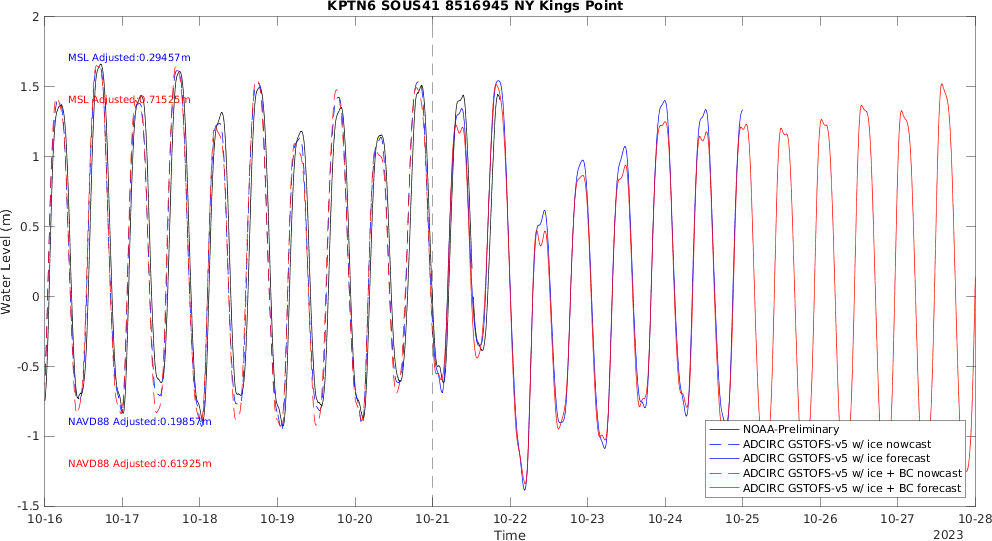 KPTN6 SOUS41 8516945 NY Kings Point
Water Level (m)
2
1.5
1
0.5
0
-0.5
-1
-1.5
MSL Adjusted:0.29457m
MSL Adjusted:0.71525m
NAVD88 Adjusted:0.19857m
NAVD88 Adjusted:0.61925m
NOAA-Preliminary
ADCIRC GSTOFS-v5 w/ ice nowcast
ADCIRC GSTOFS-v5 w/ ice forecast
ADCIRC GSTOFS-v5 w/ ice + BC nowcast
ADCIRC GSTOFS-v5 w/ ice + BC forecast
10-16 10-17 10-18 10-19 10-20 10-21 10-22 10-23 10-24 10-25 10-26 10-27 10-28
Time
2023